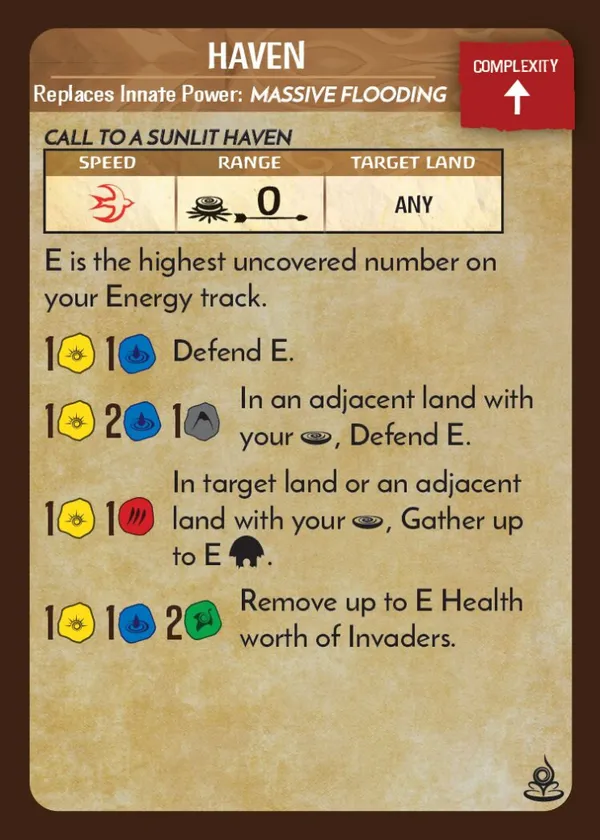 HAVEN
Replaces Innate Power: MASSIVE FLOODING
COMPLEXITY
CALL TO A SUNLIT HAVEN
SPEED RANGE TARGET LAND
0 ANY
E is the highest uncovered number on
your Energy track.
1 1 Defend E.
1 2 1 In an adjacent land with
your , Defend E.
1 1 In target land or an adjacent
land with your , Gather up
to E .
1 1 2 Remove up to E Health
worth of Invaders.